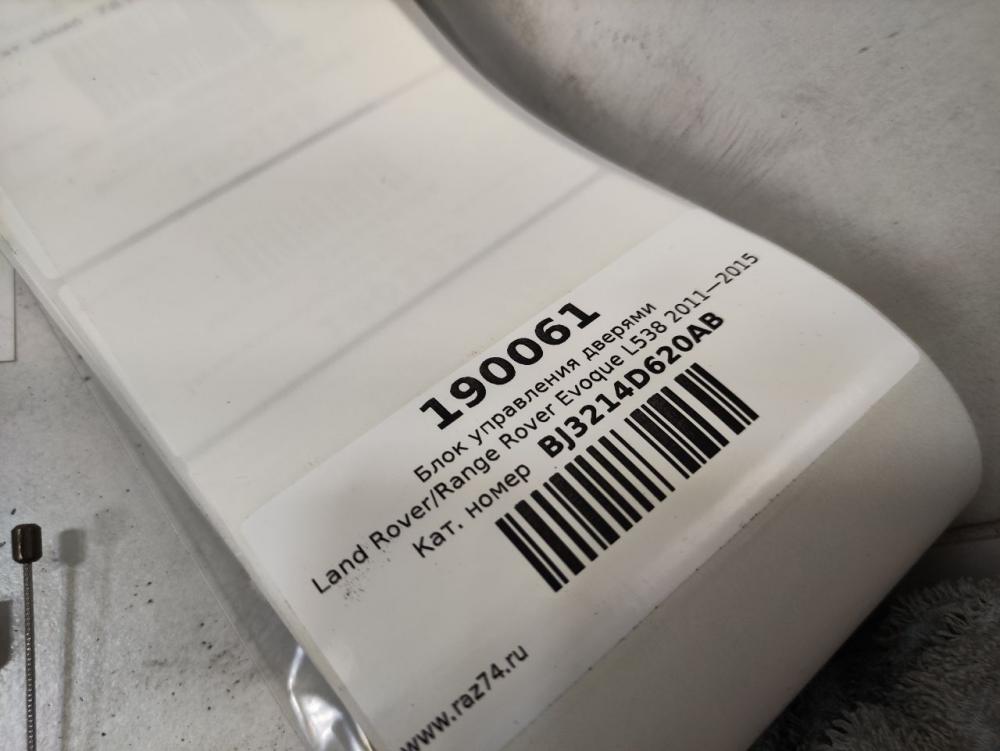 190061
Блок управления дверями
Land Rover/Range Rover Evoque L538 2011—2015
Кат. номер BJ3214D620AB
www.raz74.ru